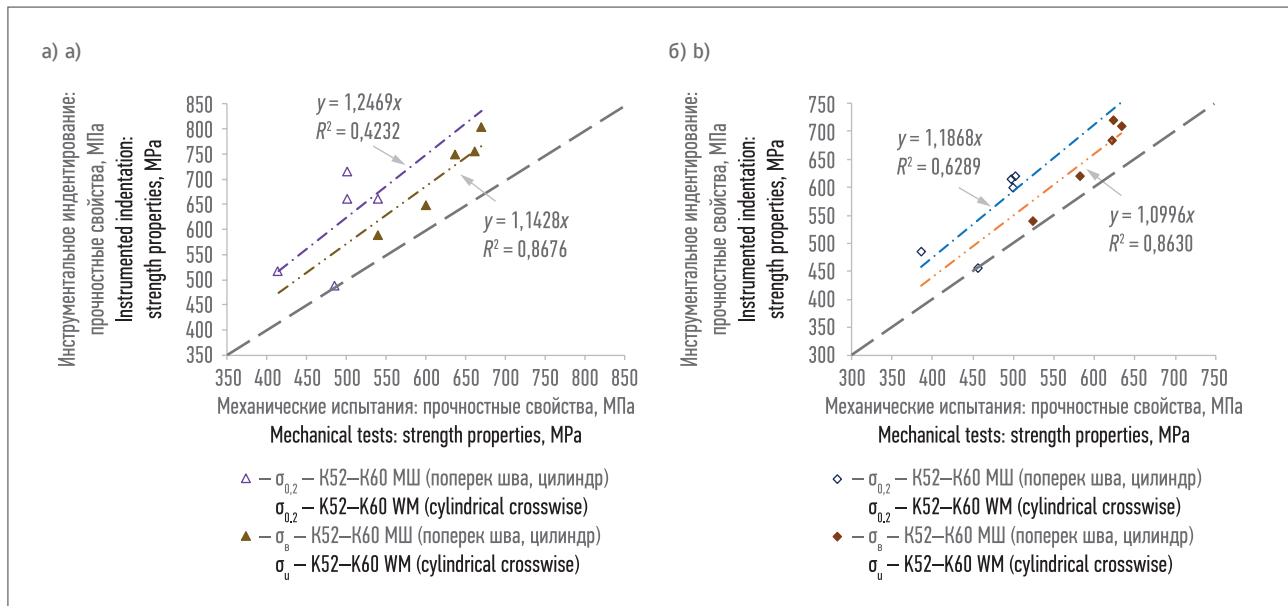 а) a)
Инструментальное индентирование:
прочностные свойства, МПа
Instrumented indentation:
strength properties, MPa
850
800
750
700
650
600
550
500
450
400
350
y = 1,2469x
R² = 0,4232
y = 1,1428x
R² = 0,8676
350 400 450 500 550 600 650 700 750 800 850
Механические испытания: прочностные свойства, МПа
Mechanical tests: strength properties, MPa
– σ0,2 – К52–К60 МШ (поперек шва, цилиндр)
σ0.2 – K52–K60 WM (cylindrical crosswise)
– σв – К52–К60 МШ (поперек шва, цилиндр)
σu – K52–K60 WM (cylindrical crosswise)
б) b)
Инструментальное индентирование:
прочностные свойства, МПа
Instrumented indentation:
strength properties, MPa
750
700
650
600
550
500
450
400
350
300
y = 1,1868x
R² = 0,6289
y = 1,0996x
R² = 0,8630
300 350 400 450 500 550 600 650 700 750
Механические испытания: прочностные свойства, МПа
Mechanical tests: strength properties, MPa
– σ0,2 – К52–К60 МШ (поперек шва, цилиндр)
σ0.2 – K52–K60 WM (cylindrical crosswise)
– σв – К52–К60 МШ (поперек шва, цилиндр)
σu – K52–K60 WM (cylindrical crosswise)